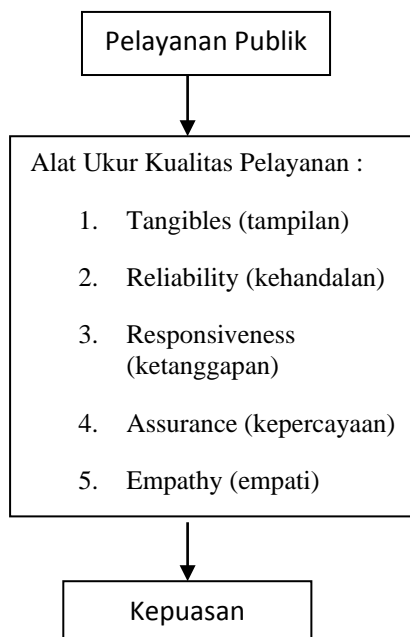 Pelayanan Publik
Alat Ukur Kualitas Pelayanan :
1. Tangibles (tampilan)
2. Reliability (kehandalan)
3. Responsiveness
(ketanggapan)
4. Assurance (kepercayaan)
5. Empathy (empati)
Kepuasan